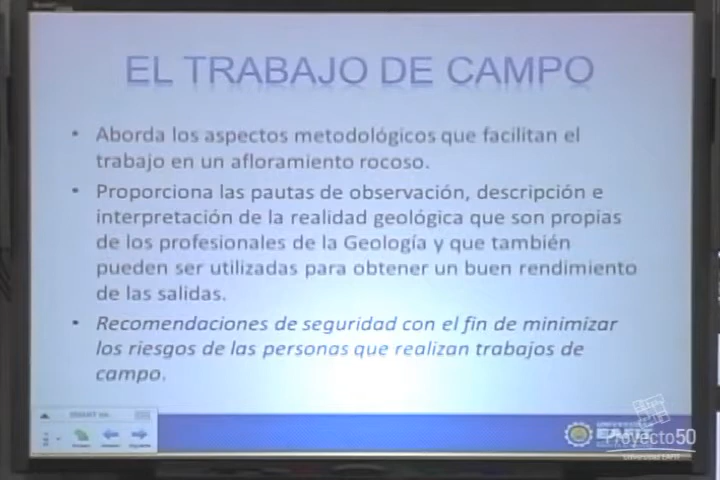 EL TRABAJO DE CAMPO
• Aborda los aspectos metodológicos que facilitan el
trabajo en un afloramiento rocoso.
• Proporciona las pautas de observación, descripción e
interpretación de la realidad geológica que son propias
de los profesionales de la Geología y que también
pueden ser utilizadas para obtener un buen rendimiento
de las salidas.
• Recomendaciones de seguridad con el fin de minimizar
los riesgos de las personas que realizan trabajos de
campo.
Proyecto50